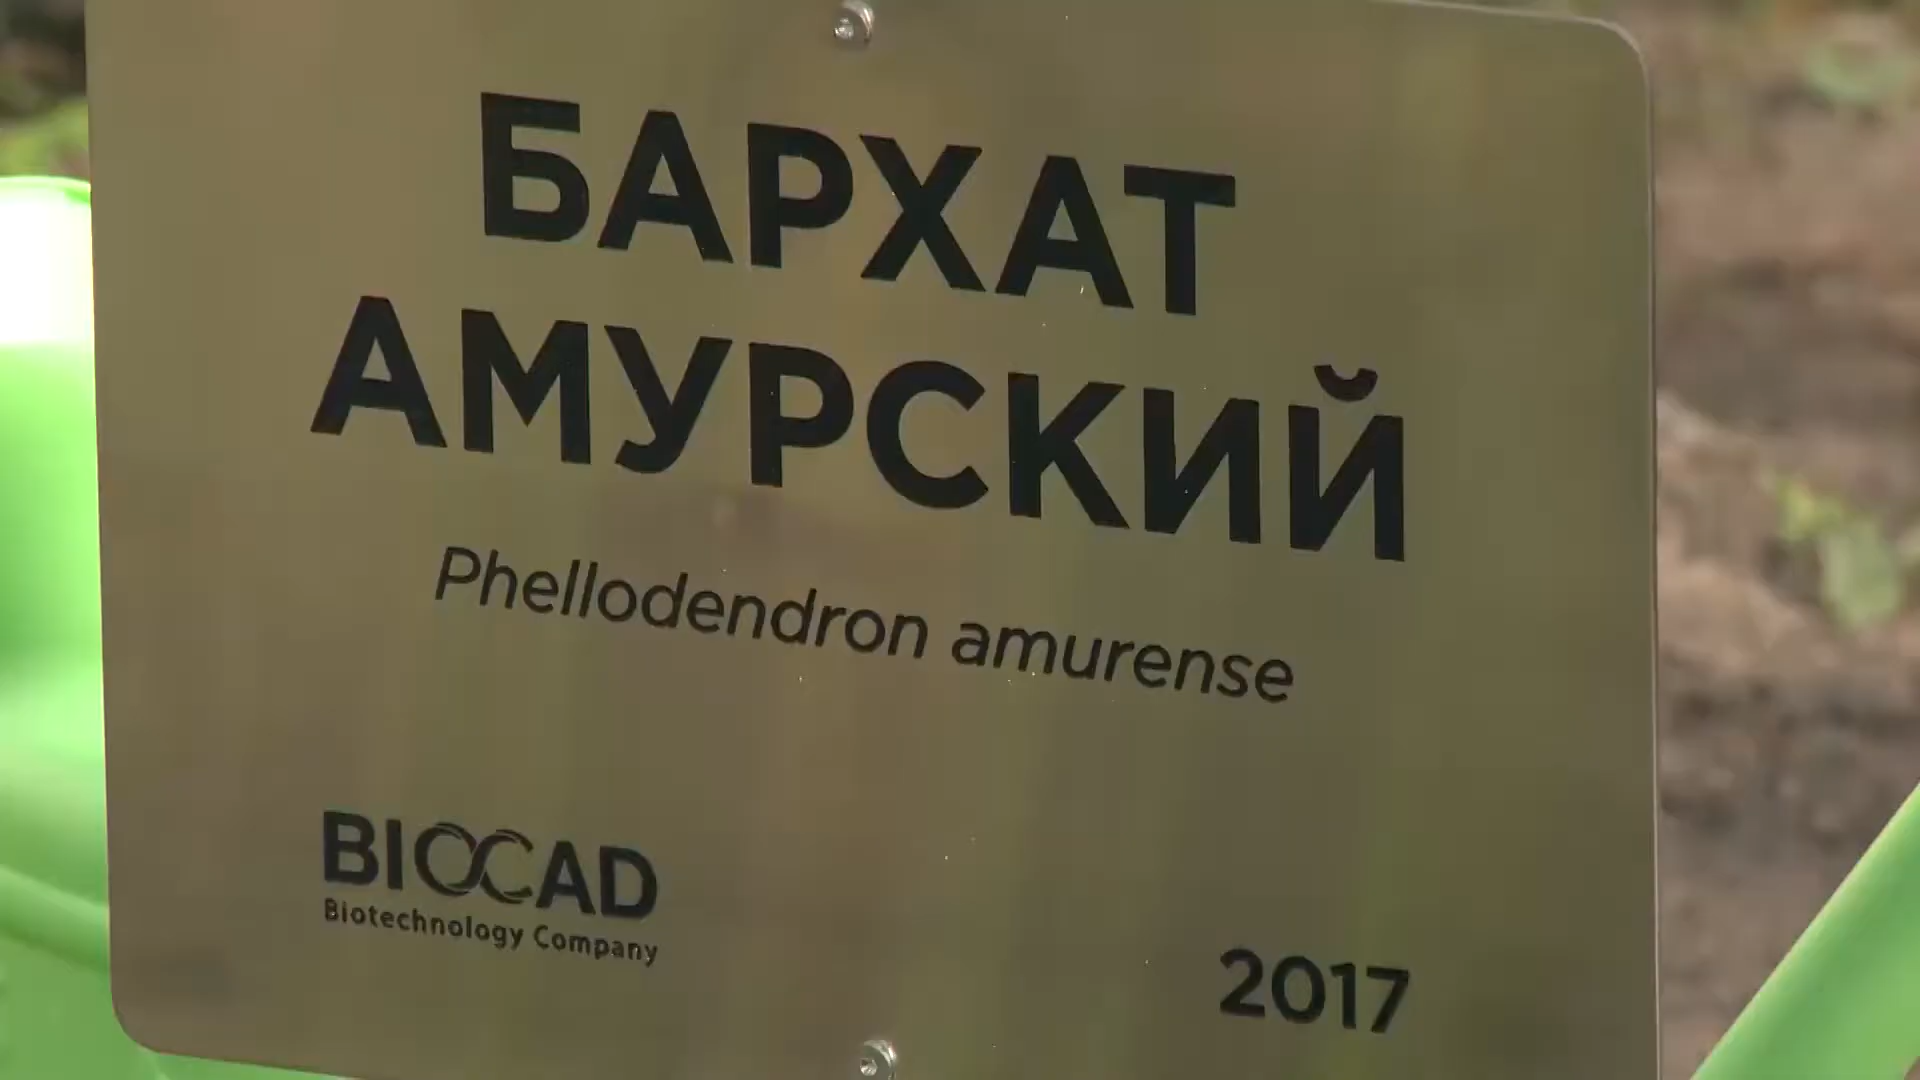 БАРХАТ
АМУРСКИЙ
Phellodendron amurense
BIOCAD
Biotechnology Company
2017